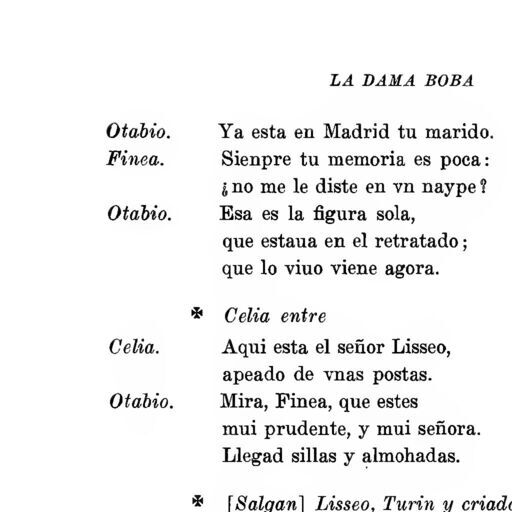 LA DAMA BOBA
Otabio. Ya esta en Madrid tu marido.
Finea. Sienpre tu memoria es poca:
¿no me le diste en vn naype?
Otabio. Esa es la figura sola,
que estaua en el retratado;
que lo viuo viene agora.
✠ Celia entre
Celia. Aqui esta el señor Lisseo,
apeado de vnas postas.
Otabio. Mira, Finea, que estes
mui prudente, y mui señora.
Llegad sillas y almohadas.
✠ [Salgan] Lisseo, Turin y criado